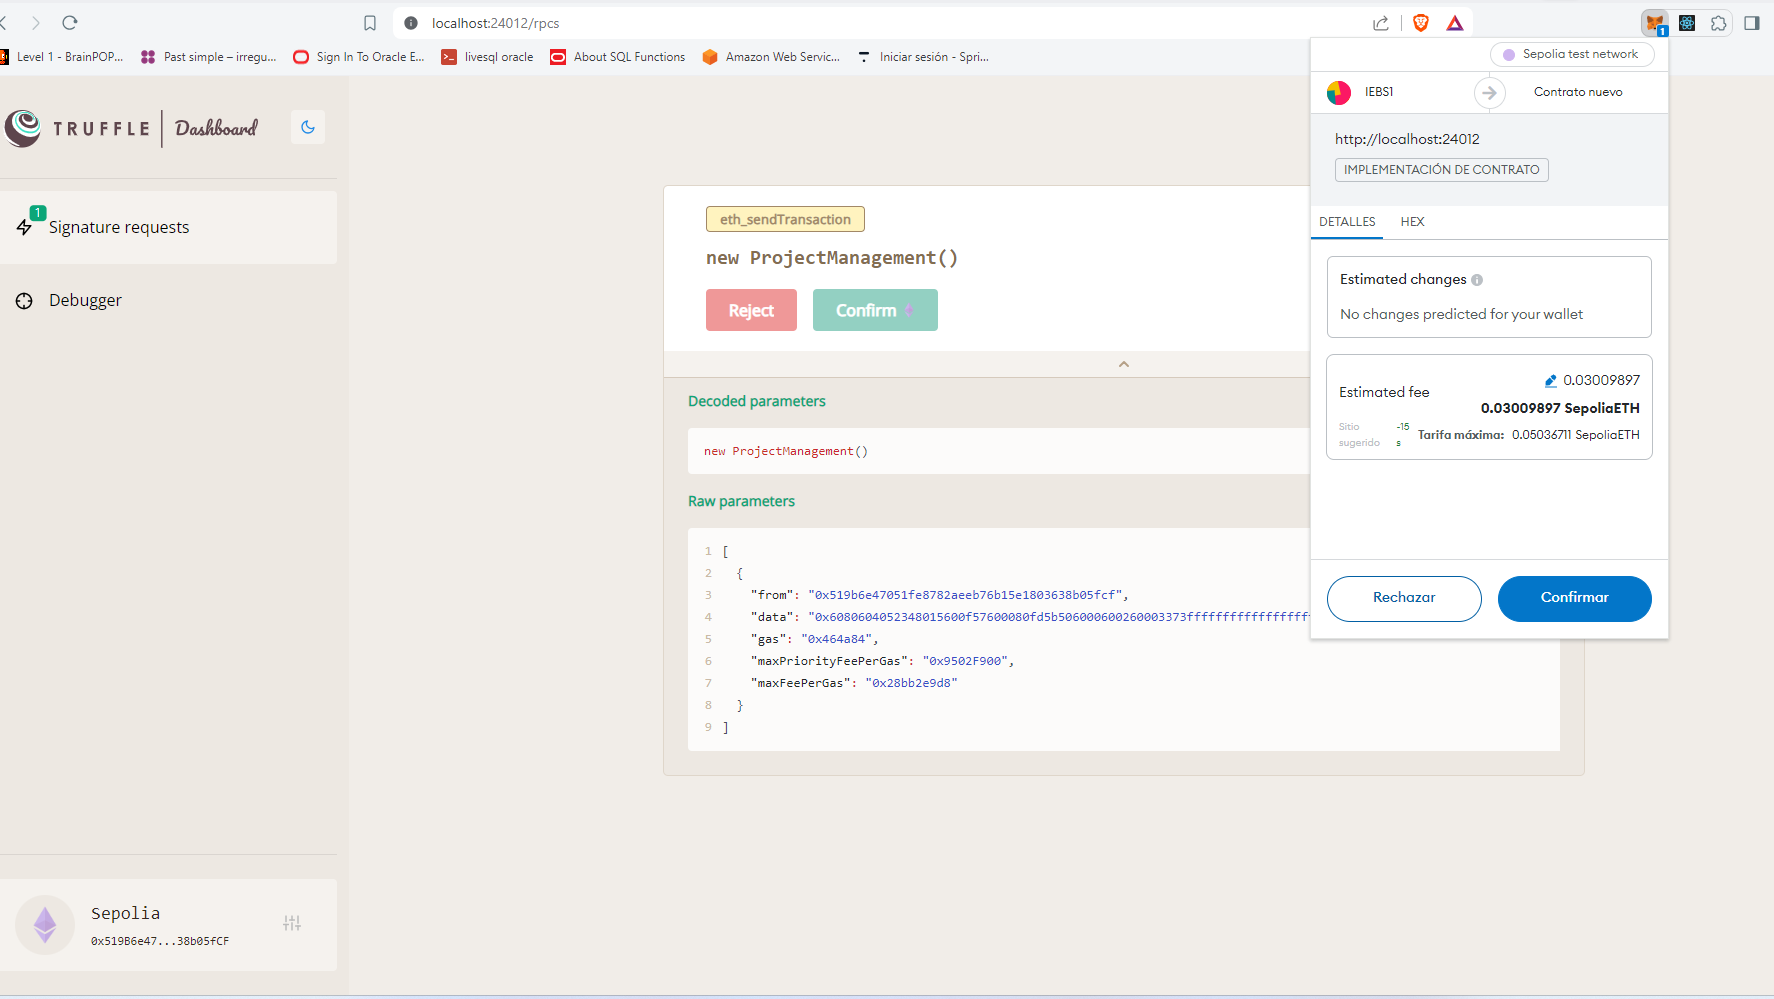 localhost:24012/rpcs
1
Level 1 - BrainPOP...
Past simple – irregu...
Sign In To Oracle E...
livesql oracle
About SQL Functions
Amazon Web Servic...
Iniciar sesión - Spri...
TRUFFLE Dashboard
1
Signature requests
Debugger
Sepolia
0x519B6e47...38b05fCF
eth_sendTransaction
new ProjectManagement()
Reject
Confirm
Decoded parameters
new ProjectManagement()
Raw parameters
1 [
2 {
3 "from": "0x519b6e47051fe8782aeeb76b15e1803638b05fcf",
4 "data": "0x6080604052348015600f57600080fd5b506000600260003373ffffffffffffffffff
5 "gas": "0x464a84",
6 "maxPriorityFeePerGas": "0x9502F900",
7 "maxFeePerGas": "0x28bb2e9d8"
8 }
9 ]
Sepolia test network
IEBS1
Contrato nuevo
http://localhost:24012
IMPLEMENTACIÓN DE CONTRATO
DETALLES
HEX
Estimated changes
No changes predicted for your wallet
Estimated fee
0.03009897
0.03009897 SepoliaETH
Sitio sugerido
~15 s
Tarifa máxima: 0.05036711 SepoliaETH
Rechazar
Confirmar